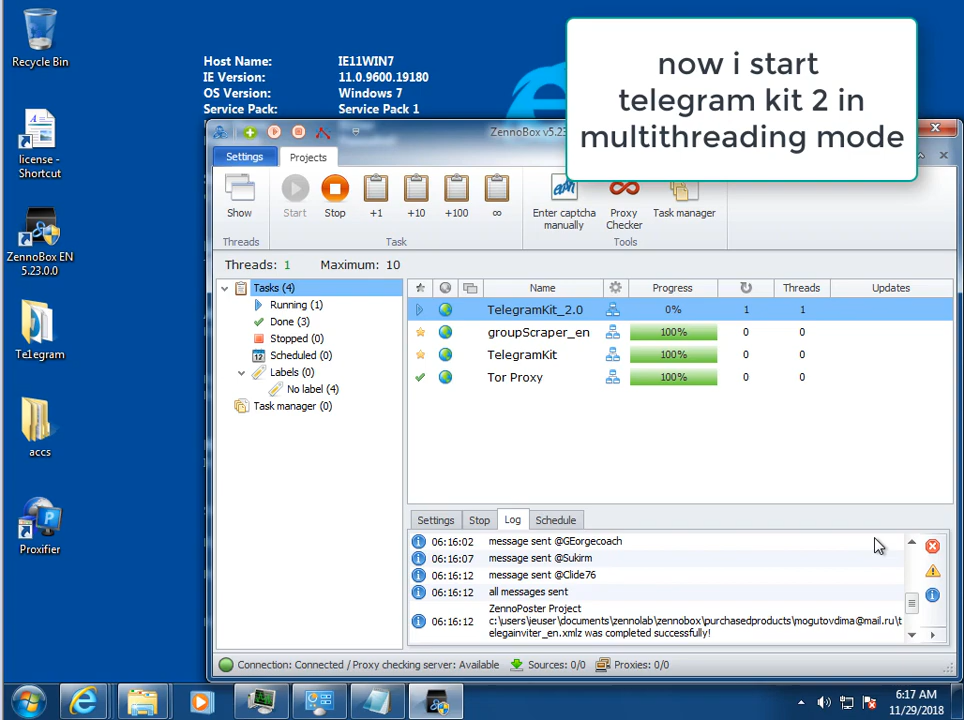 now i start
telegram kit 2 in
multithreading mode
Recycle Bin
license -
Shortcut
ZennoBox EN
5.23.0.0
Telegram
accs
Proxifier
Host Name: IE11WIN7
IE Version: 11.0.9600.19180
OS Version: Windows 7
Service Pack: Service Pack 1
ZennoBox v5.23
Settings Projects
Show Start Stop +1 +10 +100 ∞ Enter captcha manually Proxy Checker Task manager
Threads Task Tools
Threads: 1 Maximum: 10
Tasks (4)
Running (1)
Done (3)
Stopped (0)
Scheduled (0)
Labels (0)
No label (4)
Task manager (0)
Name Progress Threads Updates
TelegramKit_2.0 0% 1 1
groupScraper_en 100% 0 0
TelegramKit 100% 0 0
Tor Proxy 100% 0 0
Settings Stop Log Schedule
06:16:02 message sent @GEorgecoach
06:16:07 message sent @Sukirm
06:16:12 message sent @Clide76
06:16:12 all messages sent
ZennoPoster Project
06:16:12 c:\users\ieuser\documents\zennolab\zennobox\purchasedproducts\mogutovdima@mail.ru\t
elegainviter_en.xmlz was completed successfully!
Connection: Connected / Proxy checking server: Available Sources: 0/0 Proxies: 0/0
6:17 AM
11/29/2018